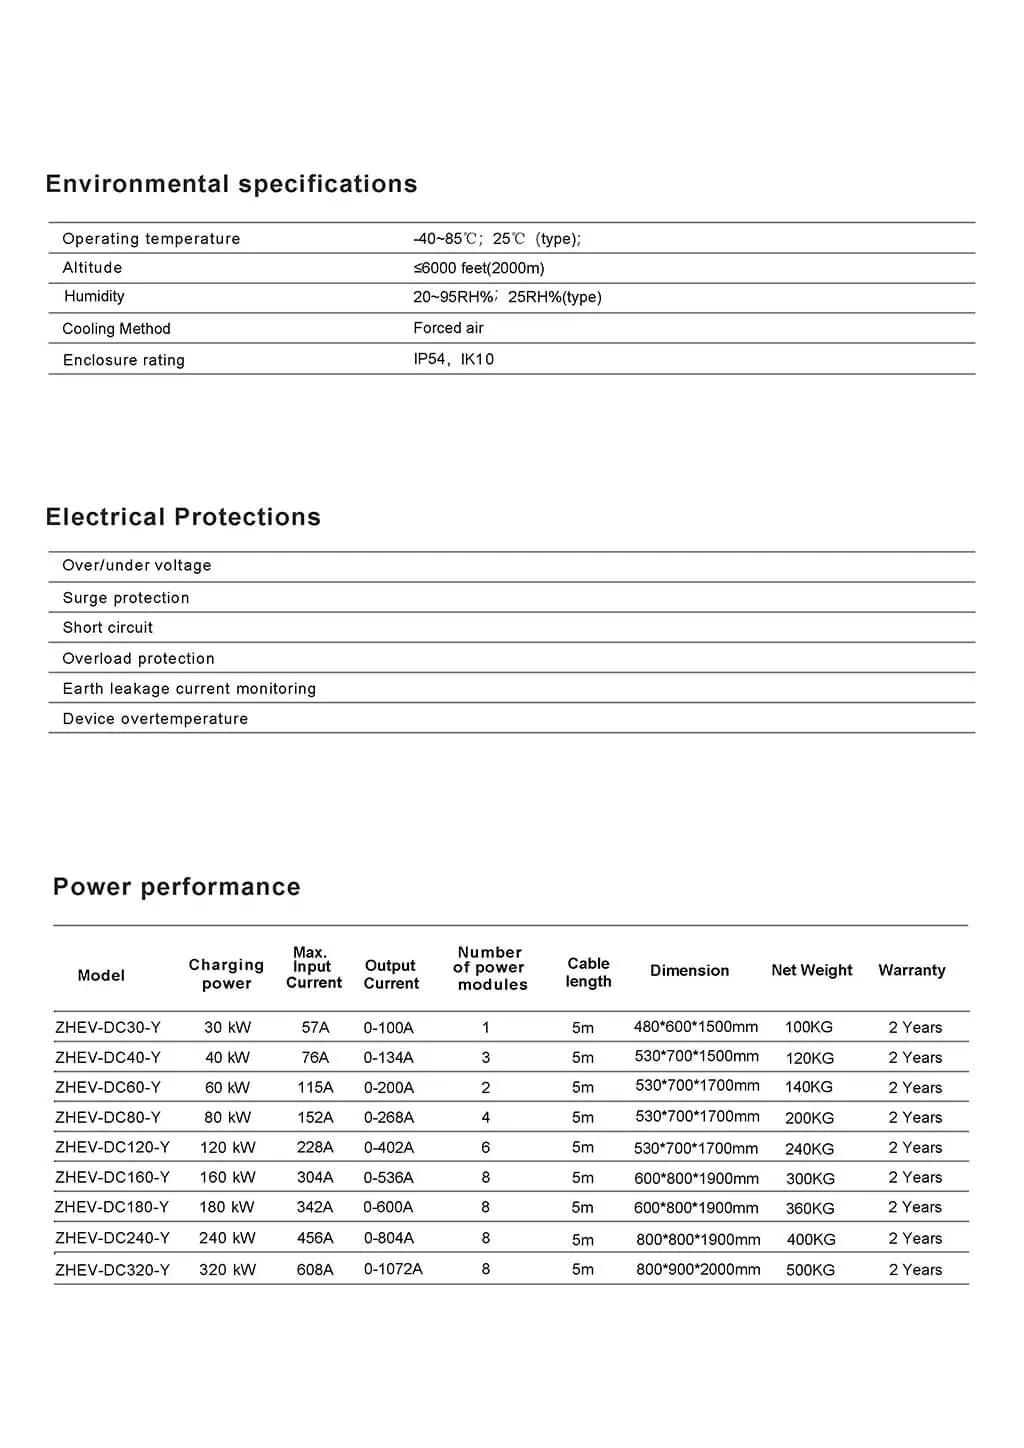 Environmental specifications
Operating temperature -40~85℃；25℃（type);
Altitude ≤6000 feet(2000m)
Humidity 20~95RH%；25RH%(type)
Cooling Method Forced air
Enclosure rating IP54，IK10
Electrical Protections
Over/under voltage
Surge protection
Short circuit
Overload protection
Earth leakage current monitoring
Device overtemperature
Power performance
Model Charging power Max. Input Current Output Current Number of power modules Cable length Dimension Net Weight Warranty
ZHEV-DC30-Y 30 kW 57A 0-100A 1 5m 480*600*1500mm 100KG 2 Years
ZHEV-DC40-Y 40 kW 76A 0-134A 3 5m 530*700*1500mm 120KG 2 Years
ZHEV-DC60-Y 60 kW 115A 0-200A 2 5m 530*700*1700mm 140KG 2 Years
ZHEV-DC80-Y 80 kW 152A 0-268A 4 5m 530*700*1700mm 200KG 2 Years
ZHEV-DC120-Y 120 kW 228A 0-402A 6 5m 530*700*1700mm 240KG 2 Years
ZHEV-DC160-Y 160 kW 304A 0-536A 8 5m 600*800*1900mm 300KG 2 Years
ZHEV-DC180-Y 180 kW 342A 0-600A 8 5m 600*800*1900mm 360KG 2 Years
ZHEV-DC240-Y 240 kW 456A 0-804A 8 5m 800*800*1900mm 400KG 2 Years
ZHEV-DC320-Y 320 kW 608A 0-1072A 8 5m 800*900*2000mm 500KG 2 Years